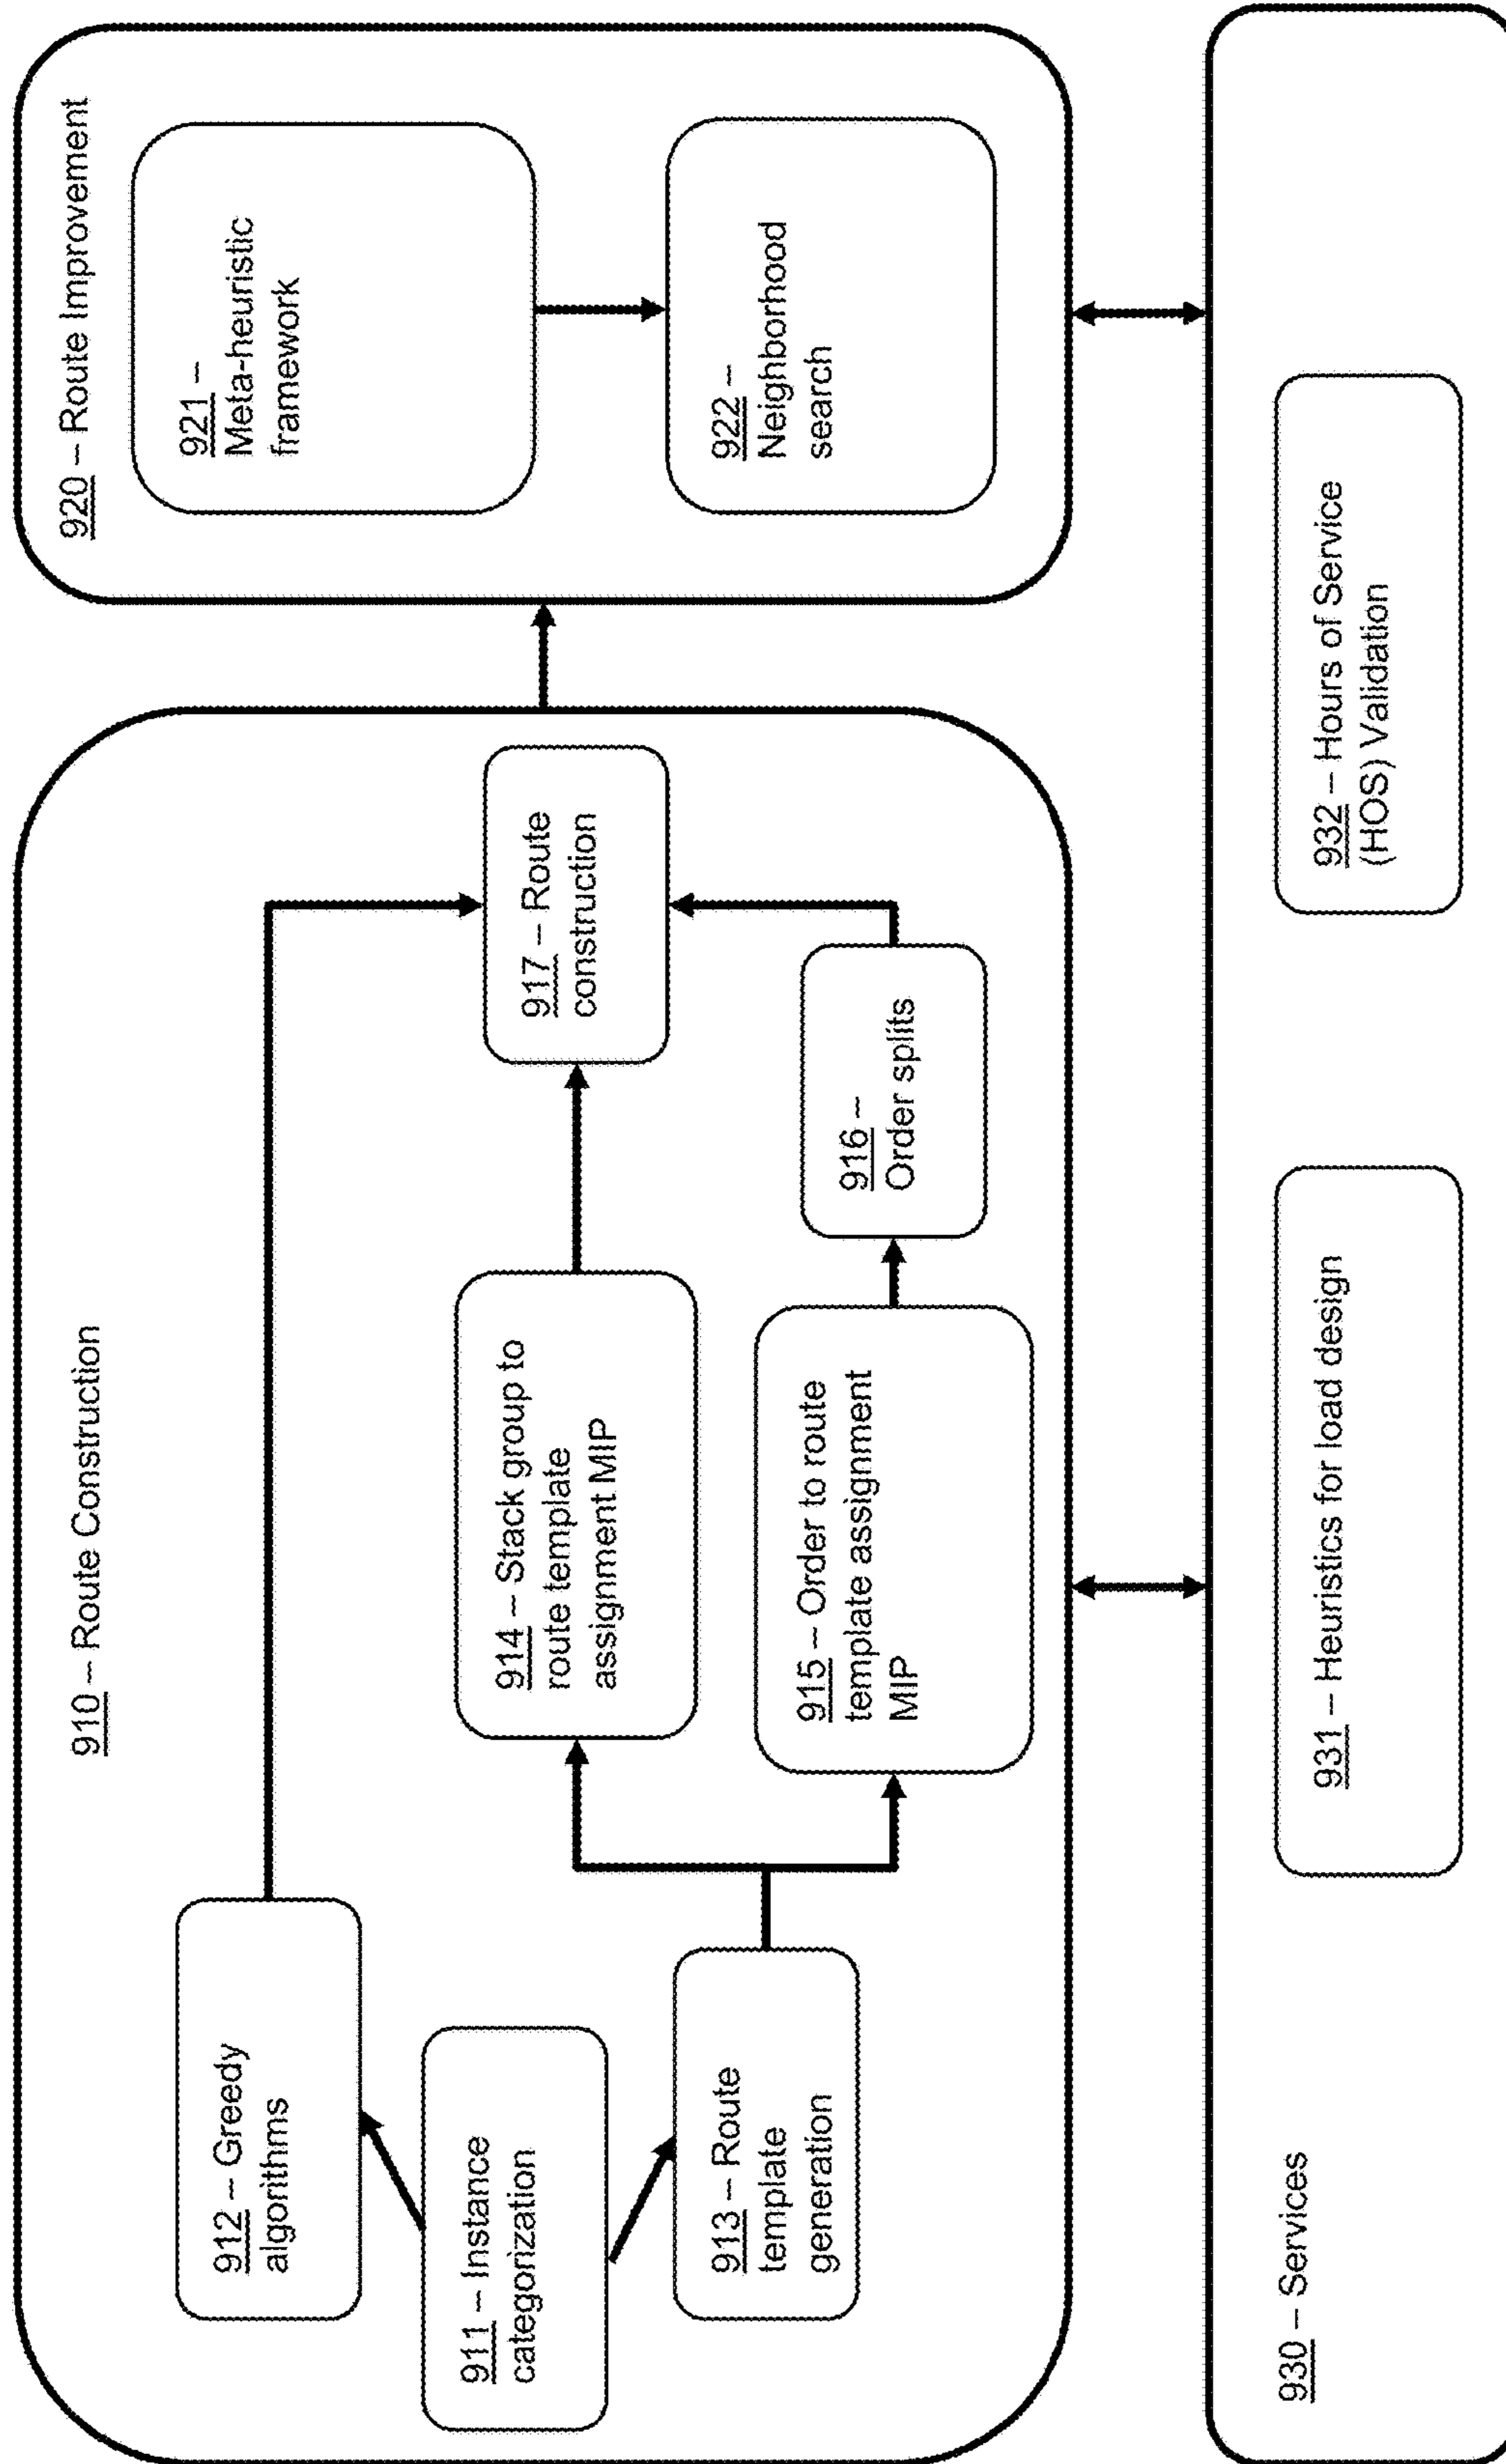 910 – Route Construction
912 – Greedy
algorithms
911 – Instance
categorization
913 – Route
template
generation
914 – Stack group to
route template
assignment MIP
915 – Order to route
template assignment
MIP
916 –
Order splits
917 – Route
construction
920 – Route Improvement
921 –
Meta-heuristic
framework
922 –
Neighborhood
search
930 – Services
931 – Heuristics for load design
932 – Hours of Service
(HOS) Validation